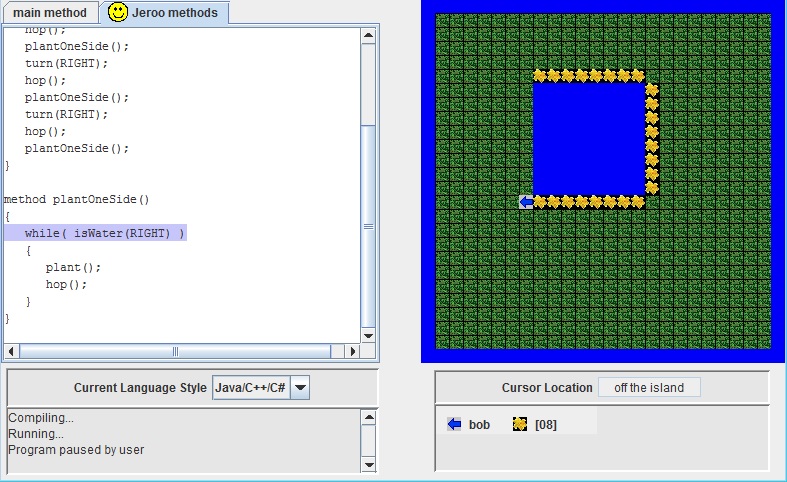 main method
Jeroo methods
hop();
plantOneSide();
turn(RIGHT);
hop();
plantOneSide();
turn(RIGHT);
hop();
plantOneSide();
}
method plantOneSide()
{
while( isWater(RIGHT) )
{
plant();
hop();
}
}
Current Language Style
Java/C++/C#
Compiling...
Running...
Program paused by user
Cursor Location
off the island
bob
[08]